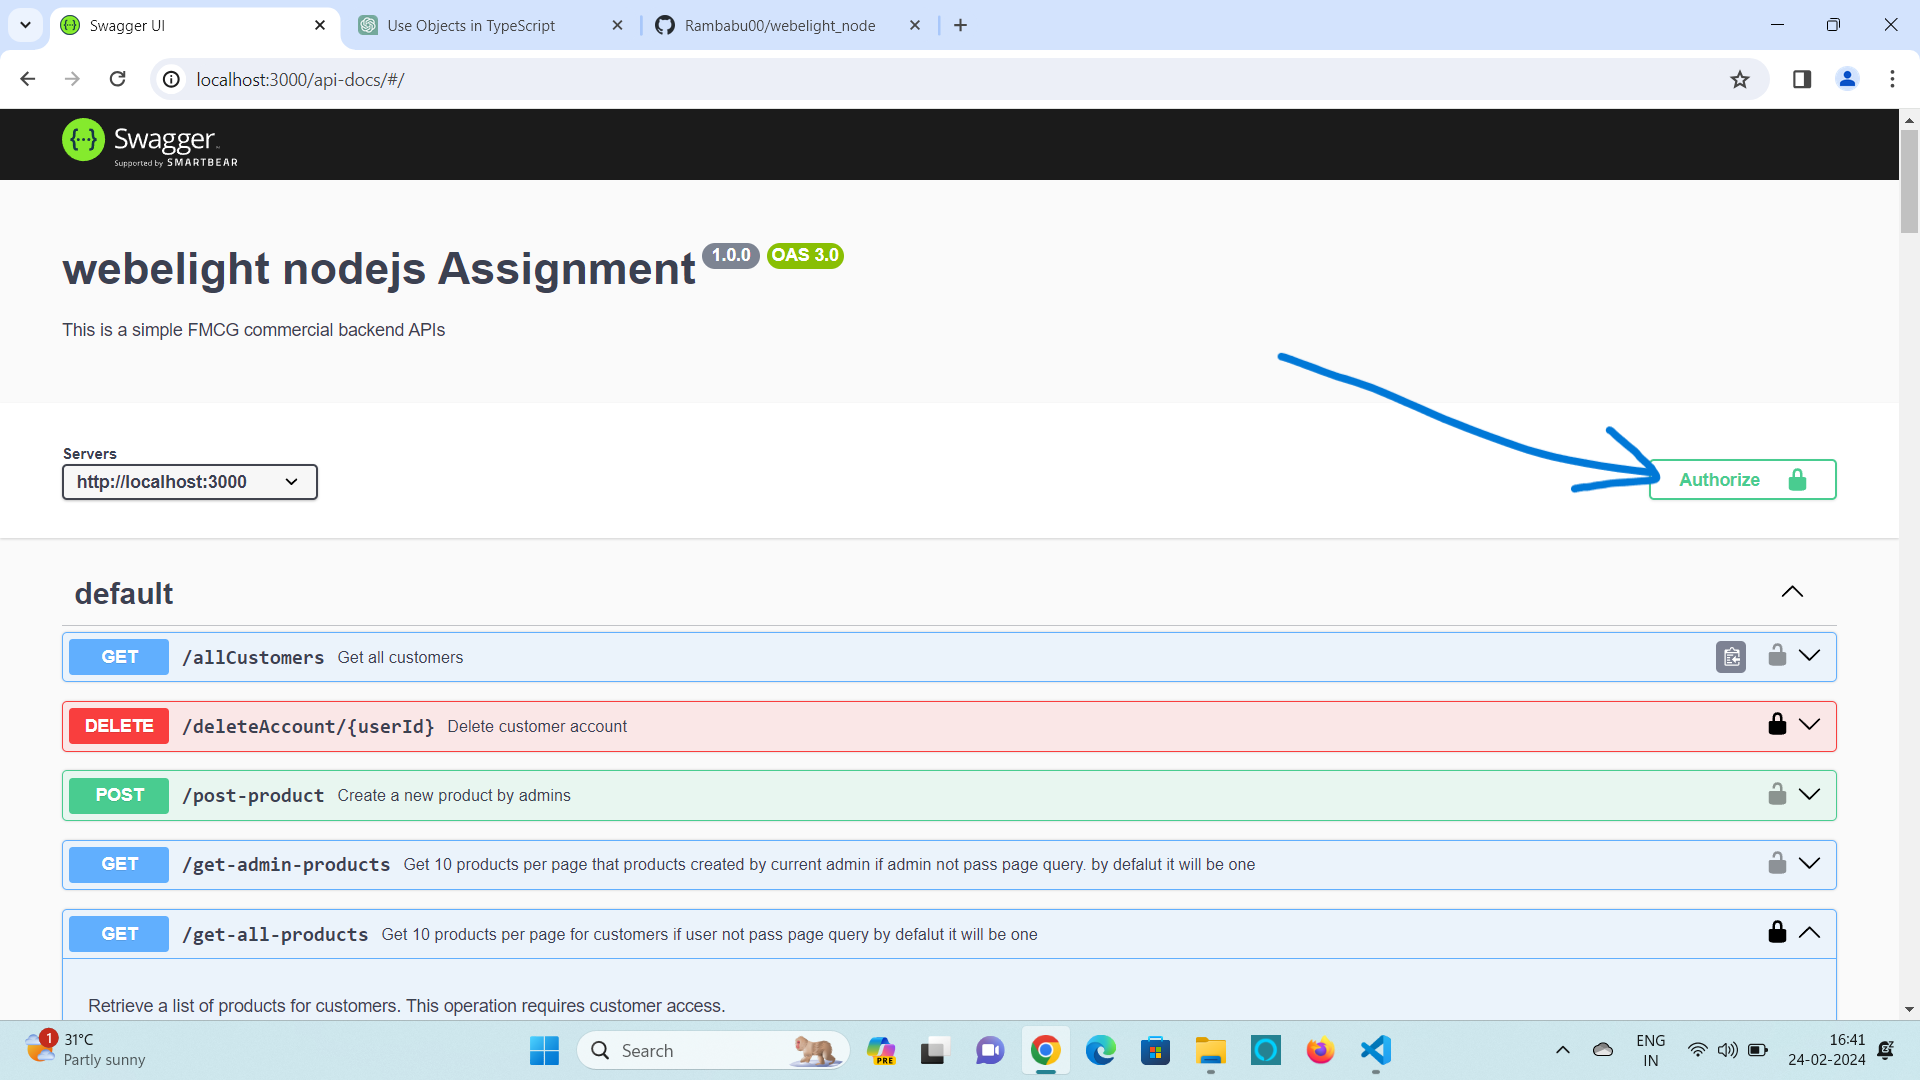 Swagger UI
Use Objects in TypeScript
Rambabu00/webelight_node
localhost:3000/api-docs/#/
Swagger
Supported by SMARTBEAR
webelight nodejs Assignment 1.0.0 OAS 3.0
This is a simple FMCG commercial backend APIs
Servers
http://localhost:3000
Authorize
default
GET /allCustomers Get all customers
DELETE /deleteAccount/{userId} Delete customer account
POST /post-product Create a new product by admins
GET /get-admin-products Get 10 products per page that products created by current admin if admin not pass page query. by defalut it will be one
GET /get-all-products Get 10 products per page for customers if user not pass page query by defalut it will be one
Retrieve a list of products for customers. This operation requires customer access.
1
31°C
Partly sunny
Search
PRE
ENG
IN
16:41
24-02-2024